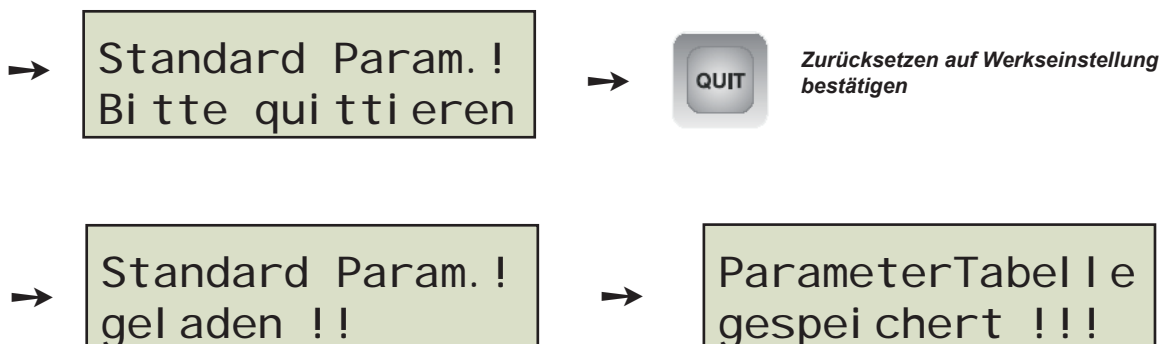 Standard Param.!
Bitte quittieren
QUIT
Zurücksetzen auf Werkseinstellung
bestätigen
Standard Param.!
geladen !!
ParameterTabelle
gespeichert !!!